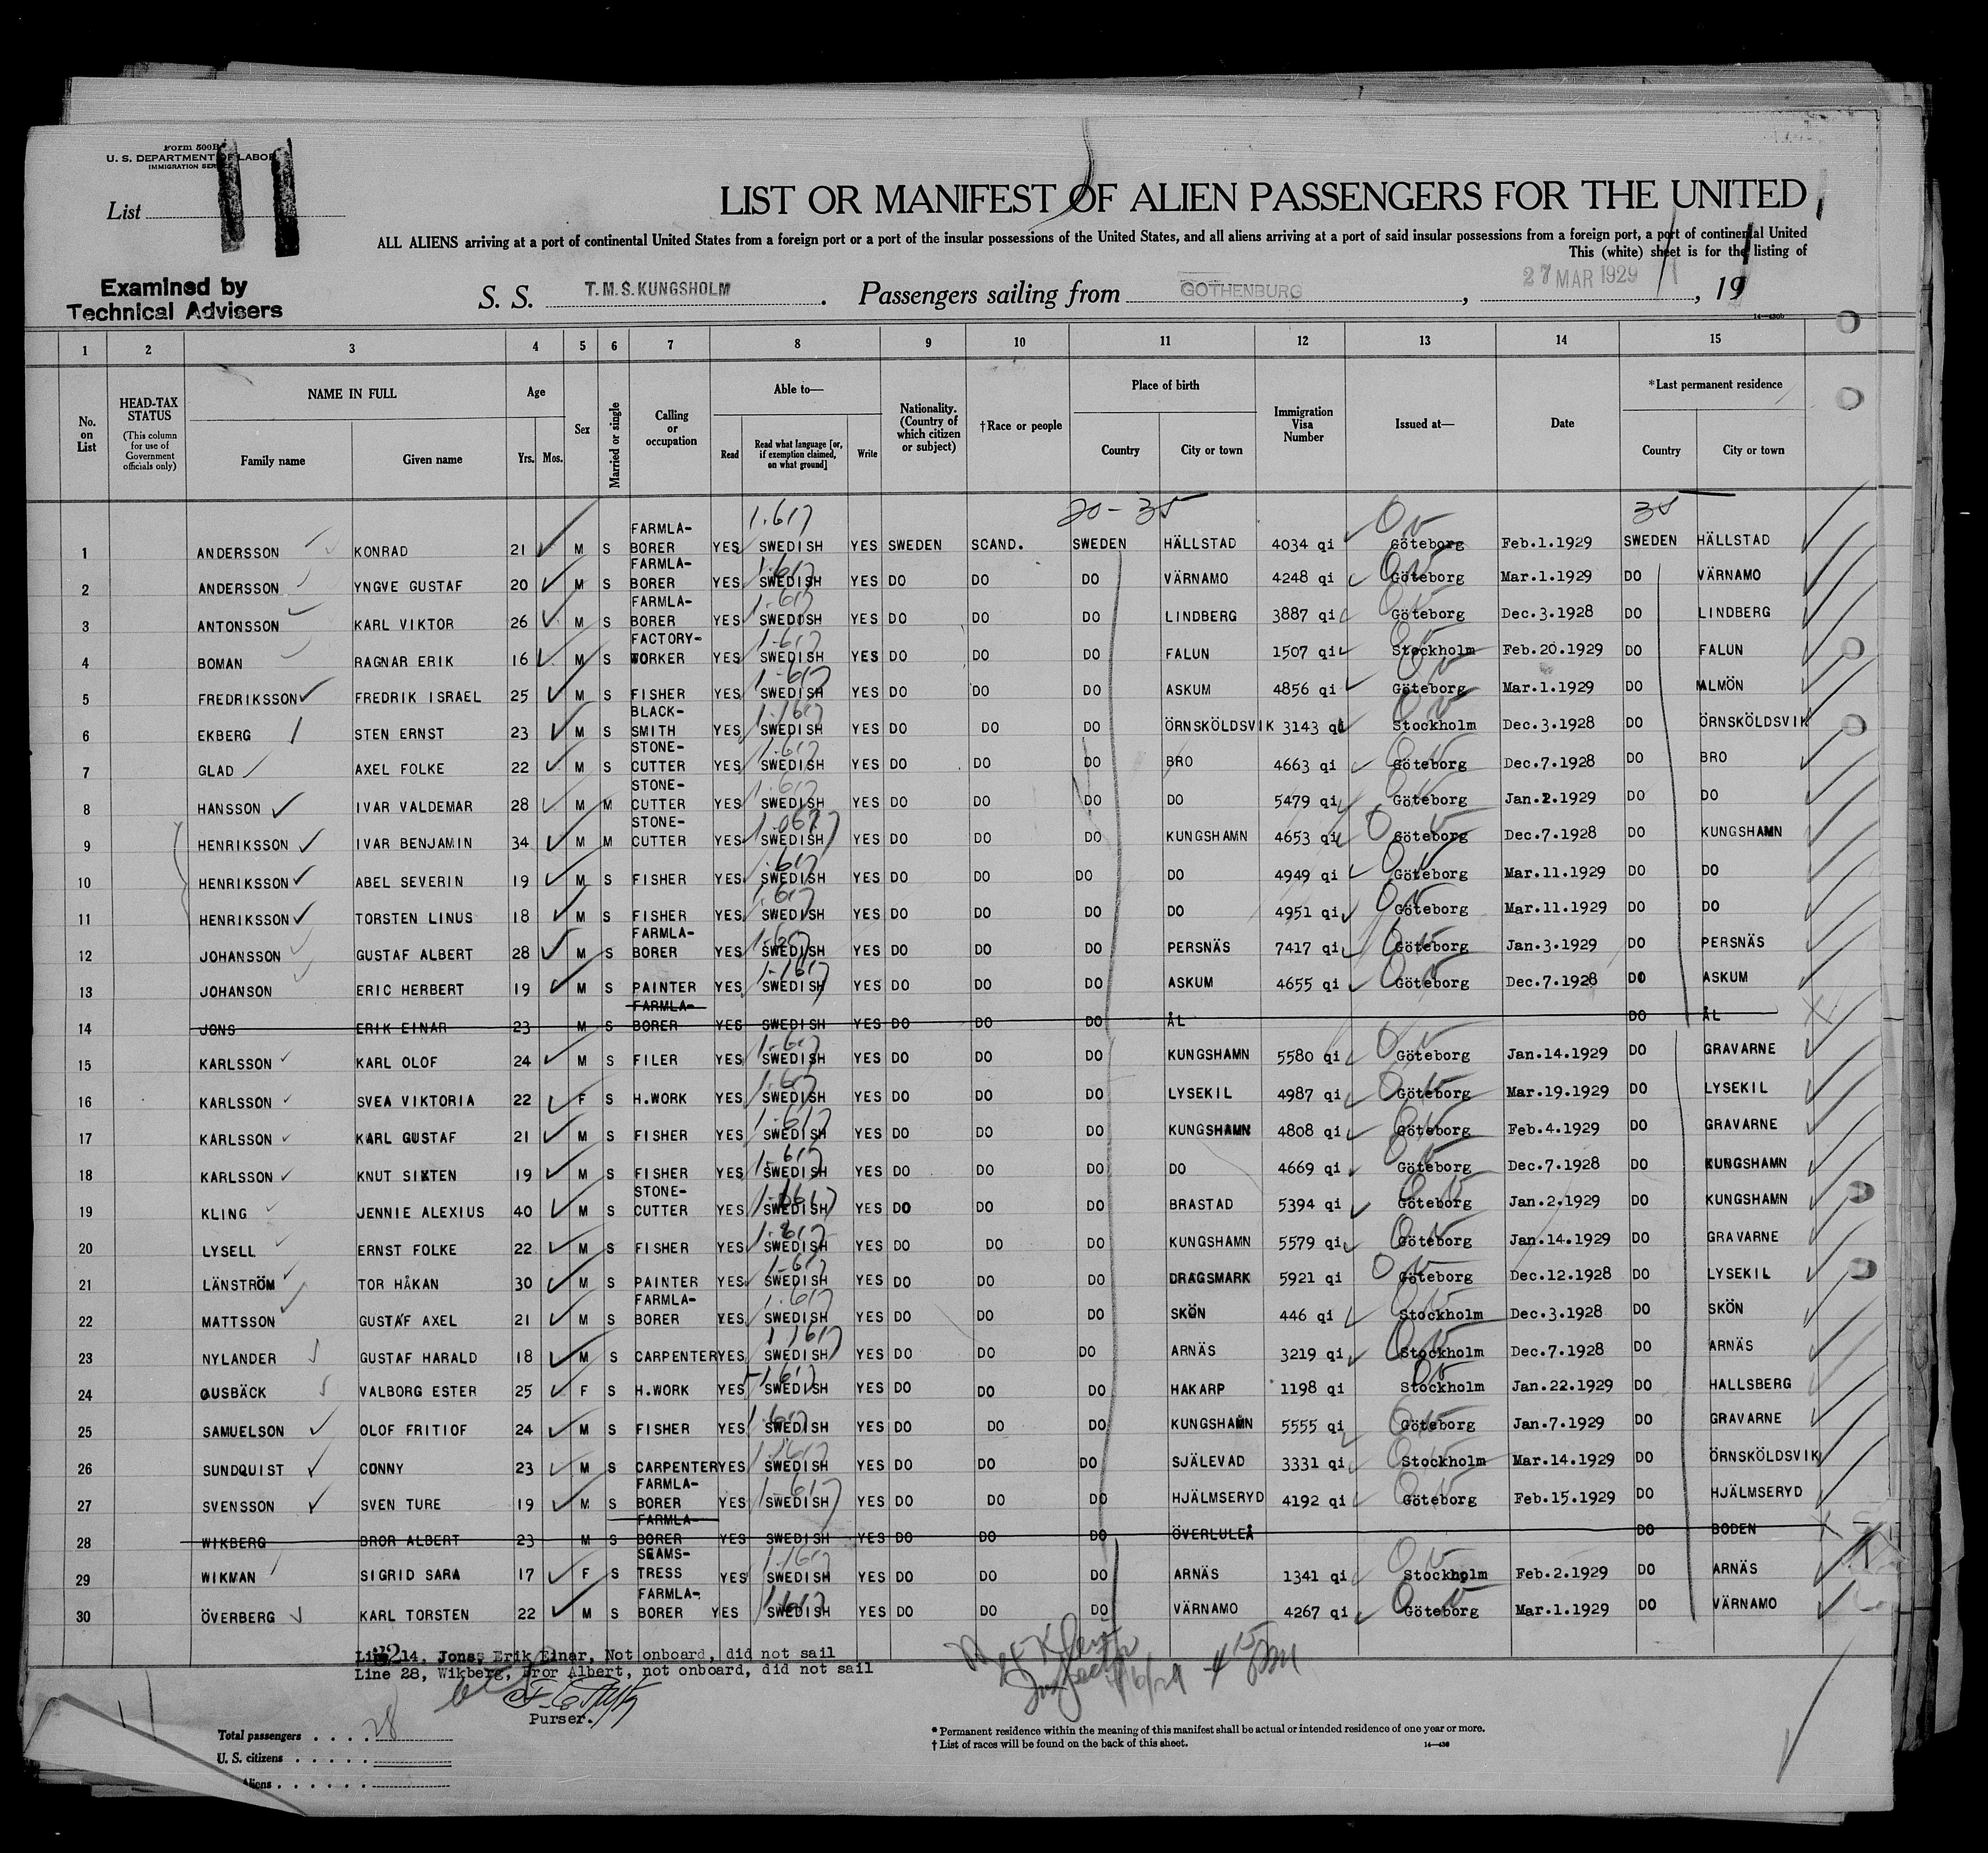 Form 500B
U. S. DEPARTMENT OF LABOR
IMMIGRATION
List 11
LIST OR MANIFEST OF ALIEN PASSENGERS FOR THE UNITED
ALL ALIENS arriving at a port of continental United States from a foreign port or a port of the insular possessions of the United States, and all aliens arriving at a port of said insular possessions from a foreign port, a port of continental United
This (white) sheet is for the listing of
Examined by
Technical Advisers
S. S. T.M.S. KUNGSHOLM . Passengers sailing from GOTHENBURG , 27 MAR 1929 , 19
1 2 3 4 5 6 7 8 9 10 11 12 13 14 15
No. on List HEAD-TAX STATUS (This column for use of Government officials only) NAME IN FULL Family name Given name Age Yrs. Mos. Sex Married or single Calling or occupation Able to— Read Read what language [or, if exemption claimed, on what ground] Write Nationality. (Country of which citizen or subject) †Race or people Place of birth Country City or town Immigration Visa Number Issued at— Date *Last permanent residence Country City or town
20-35 35
1 ANDERSSON KONRAD 21 M S FARMLA-BORER YES SWEDISH YES SWEDEN SCAND. SWEDEN HÄLLSTAD 4034 qi Göteborg Feb.1.1929 SWEDEN HÄLLSTAD
2 ANDERSSON YNGVE GUSTAF 20 M S FARMLA-BORER YES SWEDISH YES DO DO DO VÄRNAMO 4248 qi Göteborg Mar.1.1929 DO VÄRNAMO
3 ANTONSSON KARL VIKTOR 26 M S FARMLA-BORER YES SWEDISH YES DO DO DO LINDBERG 3887 qi Göteborg Dec.3.1928 DO LINDBERG
4 BOMAN RAGNAR ERIK 16 M S FACTORY-WORKER YES SWEDISH YES DO DO DO FALUN 1507 qi Stockholm Feb.20.1929 DO FALUN
5 FREDRIKSSON FREDRIK ISRAEL 25 M S FISHER YES SWEDISH YES DO DO DO ASKUM 4856 qi Göteborg Mar.1.1929 DO MALMÖN
6 EKBERG STEN ERNST 23 M S BLACK-SMITH YES SWEDISH YES DO DO DO ÖRNSKÖLDSVIK 3143 qi Stockholm Dec.3.1928 DO ÖRNSKÖLDSVIK
7 GLAD AXEL FOLKE 22 M S STONE-CUTTER YES SWEDISH YES DO DO DO BRO 4663 qi Göteborg Dec.7.1928 DO BRO
8 HANSSON IVAR VALDEMAR 28 M M STONE-CUTTER YES SWEDISH YES DO DO DO DO 5479 qi Göteborg Jan.2.1929 DO DO
9 HENRIKSSON IVAR BENJAMIN 34 M M STONE-CUTTER YES SWEDISH YES DO DO DO KUNGSHAMN 4653 qi Göteborg Dec.7.1928 DO KUNGSHAMN
10 HENRIKSSON ABEL SEVERIN 19 M S FISHER YES SWEDISH YES DO DO DO DO 4949 qi Göteborg Mar.11.1929 DO DO
11 HENRIKSSON TORSTEN LINUS 18 M S FISHER YES SWEDISH YES DO DO DO DO 4951 qi Göteborg Mar.11.1929 DO DO
12 JOHANSSON GUSTAF ALBERT 28 M S FARMLA-BORER YES SWEDISH YES DO DO DO PERSNÄS 7417 qi Göteborg Jan.3.1929 DO PERSNÄS
13 JOHANSON ERIC HERBERT 19 M S PAINTER YES SWEDISH YES DO DO DO ASKUM 4655 qi Göteborg Dec.7.1928 DO ASKUM
14 JONS ERIK EINAR 23 M S FARMLA-BORER YES SWEDISH YES DO DO DO ÅL DO ÅL
15 KARLSSON KARL OLOF 24 M S FILER YES SWEDISH YES DO DO DO KUNGSHAMN 5580 qi Göteborg Jan.14.1929 DO GRAVARNE
16 KARLSSON SVEA VIKTORIA 22 F S H.WORK YES SWEDISH YES DO DO DO LYSEKIL 4987 qi Göteborg Mar.19.1929 DO LYSEKIL
17 KARLSSON KARL GUSTAF 21 M S FISHER YES SWEDISH YES DO DO DO KUNGSHAMN 4808 qi Göteborg Feb.4.1929 DO GRAVARNE
18 KARLSSON KNUT SIXTEN 19 M S FISHER YES SWEDISH YES DO DO DO DO 4669 qi Göteborg Dec.7.1928 DO KUNGSHAMN
19 KLING JENNIE ALEXIUS 40 M S STONE-CUTTER YES SWEDISH YES DO DO DO BRASTAD 5394 qi Göteborg Jan.2.1929 DO KUNGSHAMN
20 LYSELL ERNST FOLKE 22 M S FISHER YES SWEDISH YES DO DO DO KUNGSHAMN 5579 qi Göteborg Jan.14.1929 DO GRAVARNE
21 LÄNSTRÖM TOR HÅKAN 30 M S PAINTER YES SWEDISH YES DO DO DO DRAGSMARK 5921 qi Göteborg Dec.12.1928 DO LYSEKIL
22 MATTSSON GUSTAF AXEL 21 M S FARMLA-BORER YES SWEDISH YES DO DO DO SKÖN 446 qi Stockholm Dec.3.1928 DO SKÖN
23 NYLANDER GUSTAF HARALD 18 M S CARPENTER YES SWEDISH YES DO DO DO ARNÄS 3219 qi Stockholm Dec.7.1928 DO ARNÄS
24 OUSBÄCK VALBORG ESTER 25 F S H.WORK YES SWEDISH YES DO DO DO HAKARP 1198 qi Stockholm Jan.22.1929 DO HALLSBERG
25 SAMUELSON OLOF FRITIOF 24 M S FISHER YES SWEDISH YES DO DO DO KUNGSHAMN 5555 qi Göteborg Jan.7.1929 DO GRAVARNE
26 SUNDQUIST CONNY 23 M S CARPENTER YES SWEDISH YES DO DO DO SJÄLEVAD 3331 qi Stockholm Mar.14.1929 DO ÖRNSKÖLDSVIK
27 SVENSSON SVEN TURE 19 M S FARMLA-BORER YES SWEDISH YES DO DO DO HJÄLMSERYD 4192 qi Göteborg Feb.15.1929 DO HJÄLMSERYD
28 WIKBERG BROR ALBERT 23 M S FARMLA-BORER YES SWEDISH YES DO DO DO ÖVERLULEÅ DO BODEN
29 WIKMAN SIGRID SARA 17 F S SEAMS-TRESS YES SWEDISH YES DO DO DO ARNÄS 1341 qi Stockholm Feb.2.1929 DO ARNÄS
30 ÖVERBERG KARL TORSTEN 22 M S FARMLA-BORER YES SWEDISH YES DO DO DO VÄRNAMO 4267 qi Göteborg Mar.1.1929 DO VÄRNAMO
Line 14, Jons, Erik Einar, Not onboard, did not sail
Line 28, Wikberg, Bror Albert, not onboard, did not sail
Inspector
Purser.
Total passengers . . . . 28
U. S. citizens . . . . .
Aliens . . . . . .
* Permanent residence within the meaning of this manifest shall be actual or intended residence of one year or more.
† List of races will be found on the back of this sheet.
14—430